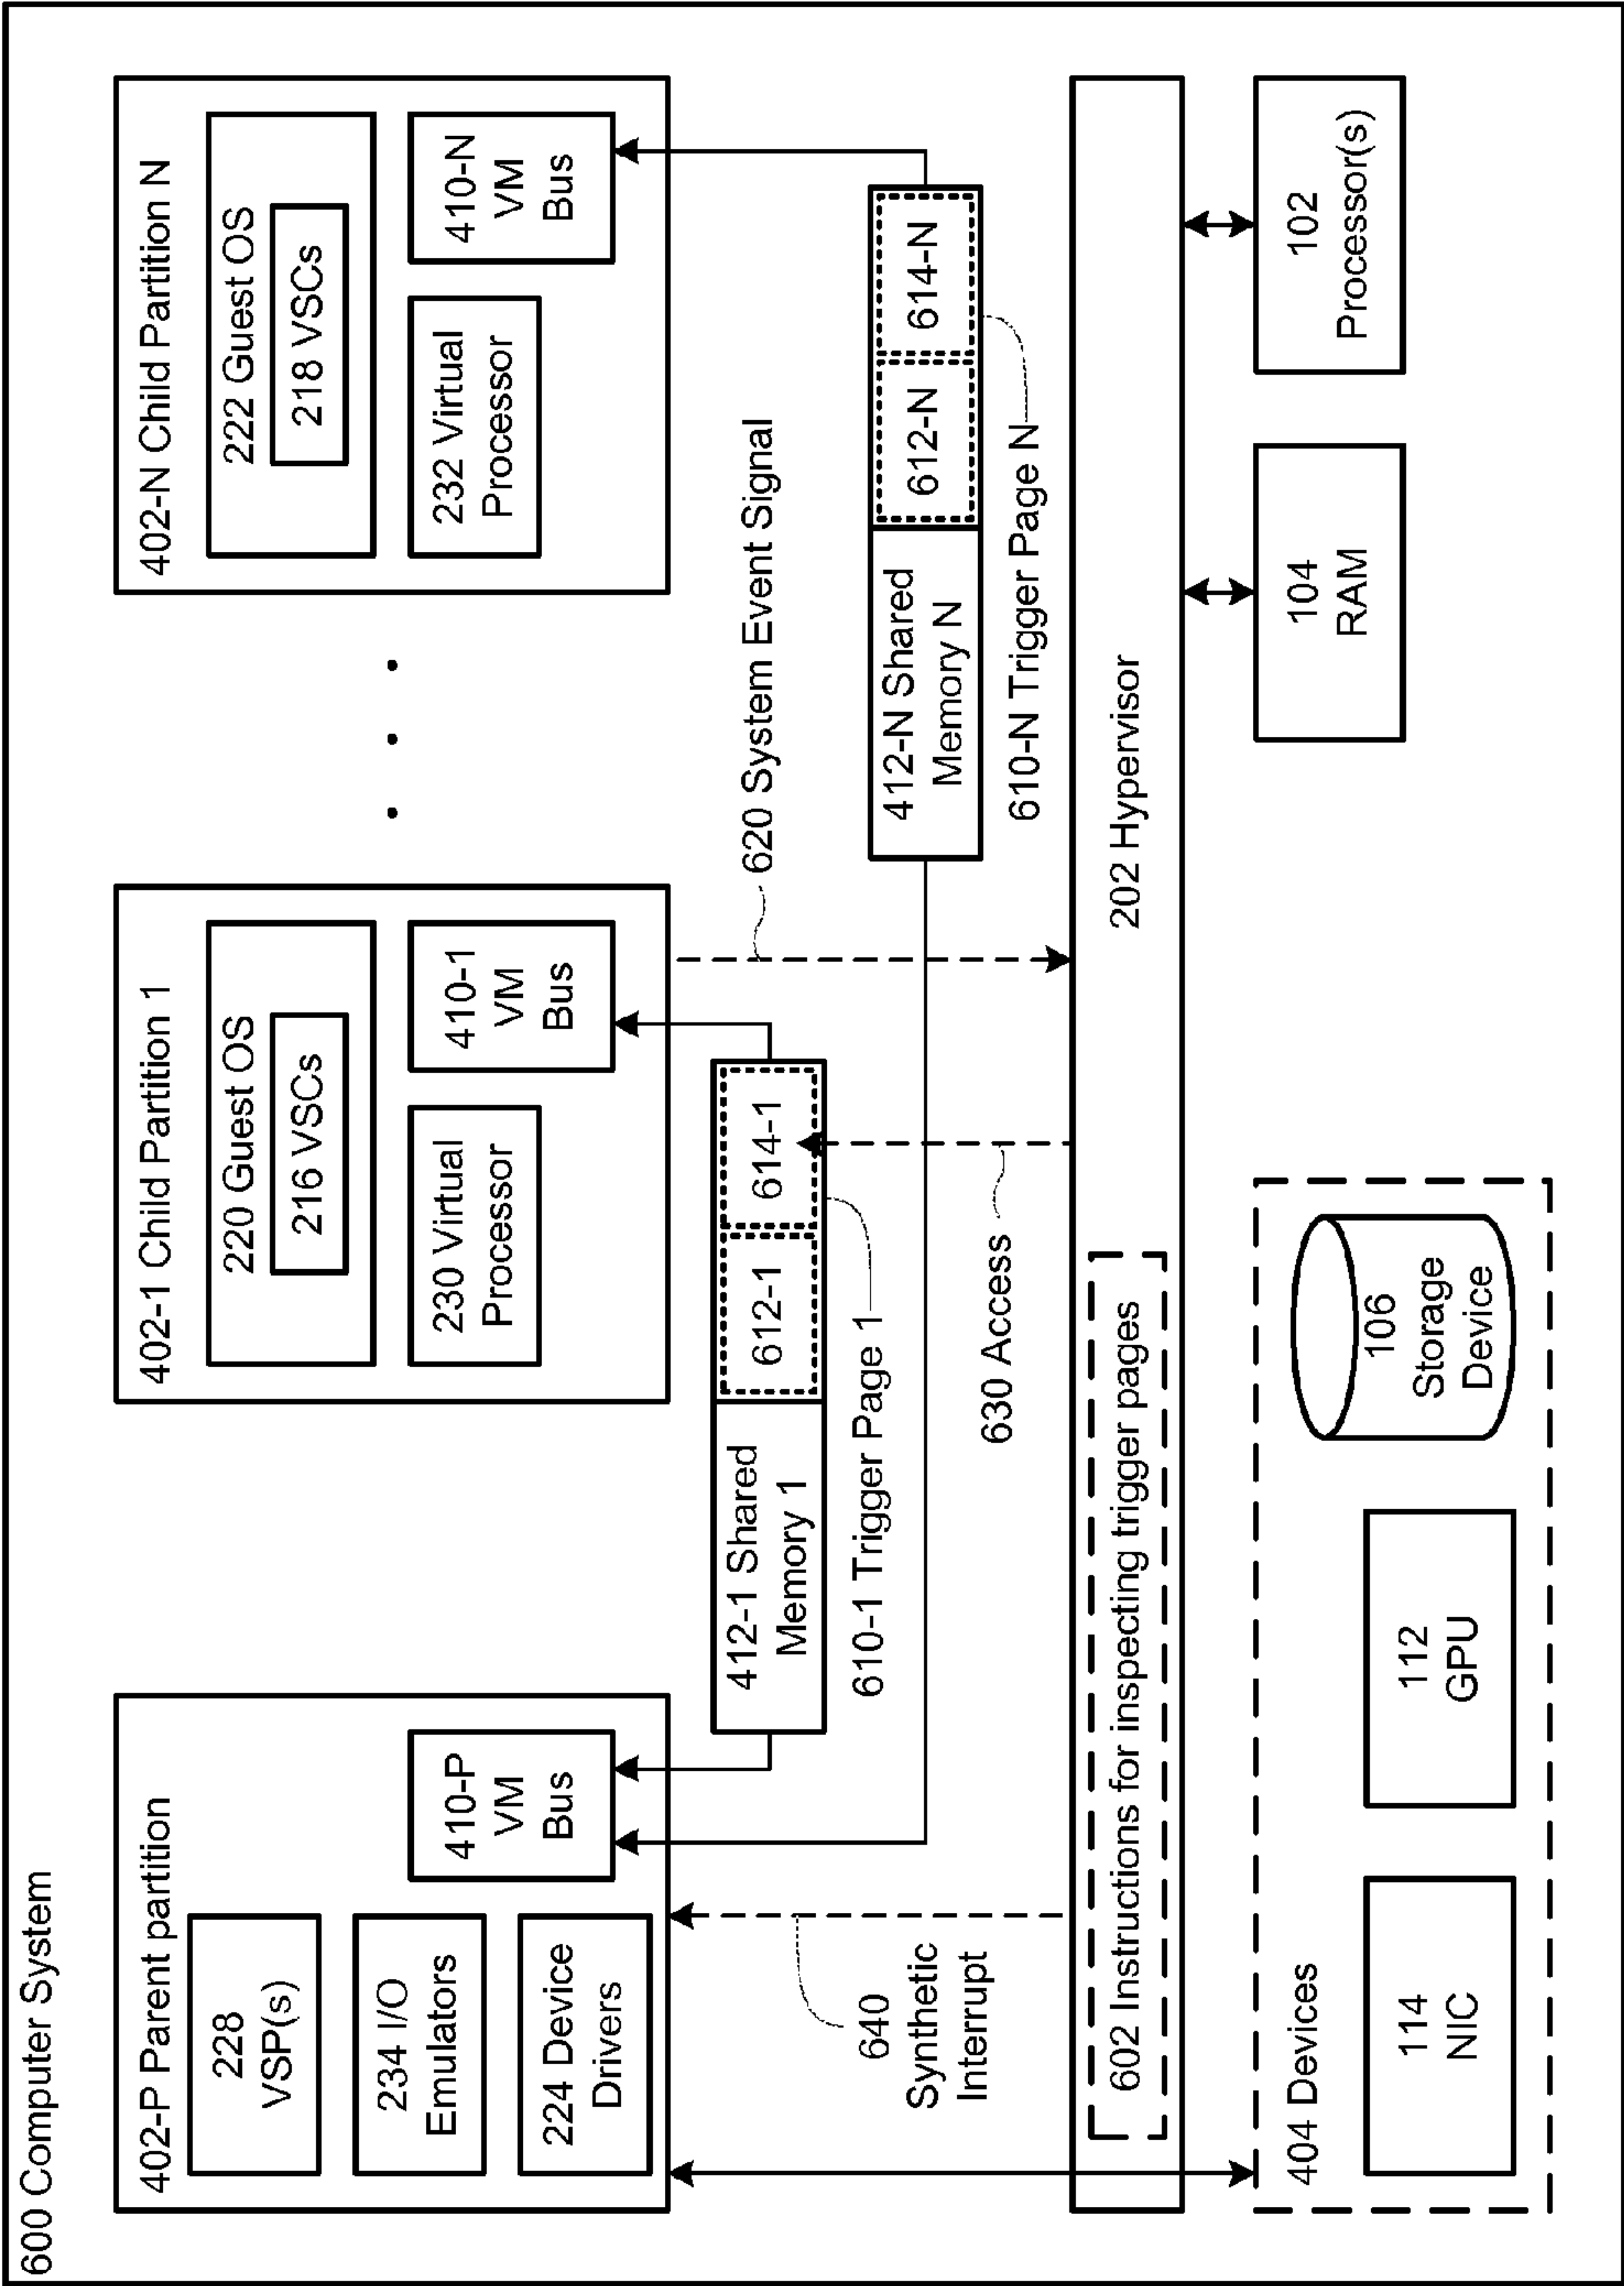 600 Computer System
402-P Parent partition
228
VSP(s)
234 I/O
Emulators
224 Device
Drivers
410-P
VM
Bus
402-1 Child Partition 1
220 Guest OS
216 VSCs
230 Virtual
Processor
410-1
VM
Bus
402-N Child Partition N
222 Guest OS
218 VSCs
232 Virtual
Processor
410-N
VM
Bus
412-1 Shared
Memory 1
612-1
614-1
610-1 Trigger Page 1
620 System Event Signal
412-N Shared
Memory N
612-N
614-N
610-N Trigger Page N
640
Synthetic
Interrupt
630 Access
602 Instructions for inspecting trigger pages
202 Hypervisor
404 Devices
114
NIC
112
GPU
106
Storage
Device
104
RAM
102
Processor(s)